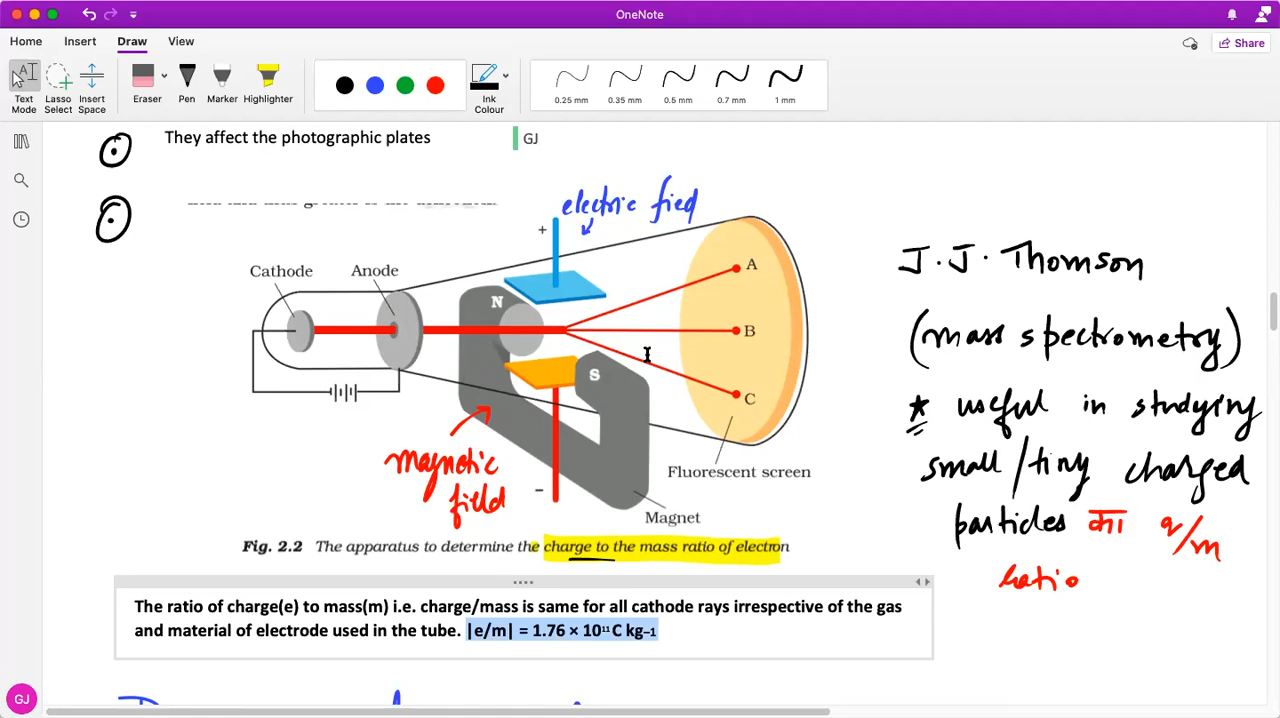 OneNote
Home Insert Draw View
Share
Text Mode
Lasso Select
Insert Space
Eraser
Pen
Marker
Highlighter
Ink Colour
0.25 mm
0.35 mm
0.5 mm
0.7 mm
1 mm
They affect the photographic plates
GJ
electric fied
+
Cathode
Anode
N
S
A
B
C
magnetic
field
−
Fluorescent screen
Magnet
Fig. 2.2 The apparatus to determine the charge to the mass ratio of electron
J.J. Thomson
(mass spectrometry)
* useful in studying
small/tiny charged
particles का q/m
ratio
The ratio of charge(e) to mass(m) i.e. charge/mass is same for all cathode rays irrespective of the gas
and material of electrode used in the tube. |e/m| = 1.76 × 10¹¹ C kg–1
GJ